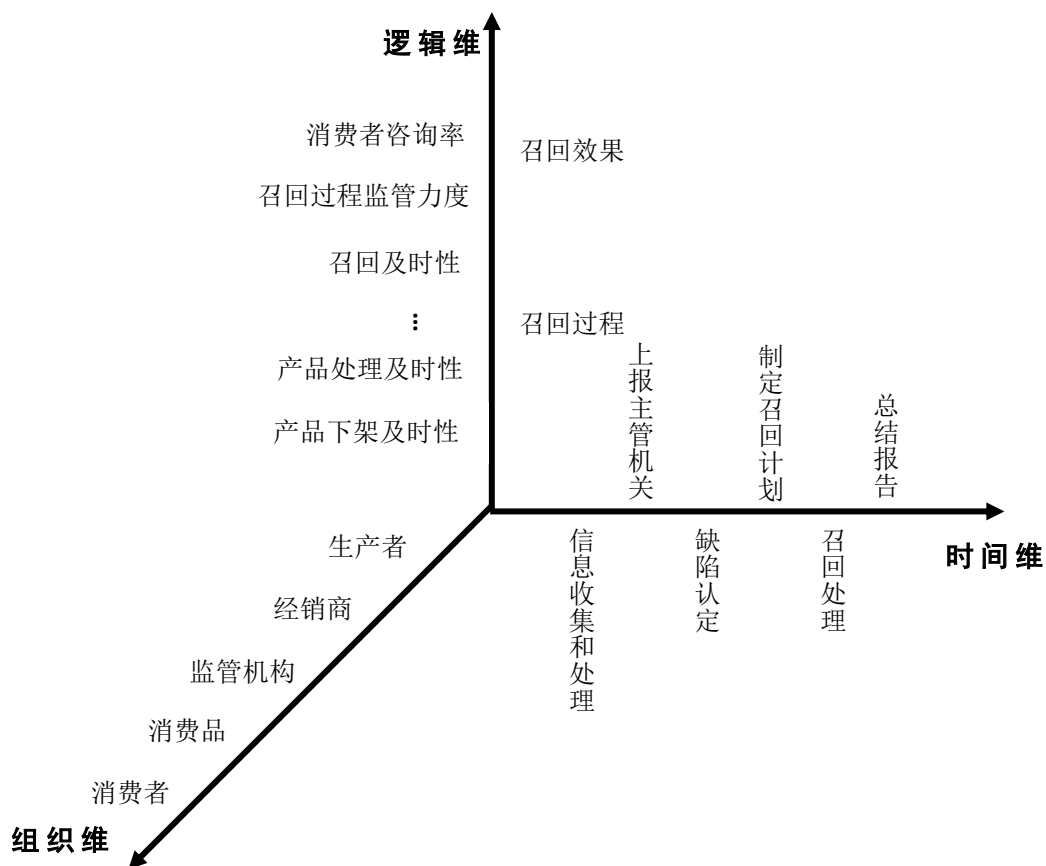 逻辑维
消费者咨询率
召回效果
召回过程监管力度
召回及时性
...
召回过程
产品处理及时性
产品下架及时性
上报主管机关
制定召回计划
总结报告
时间维
信息收集和处理
缺陷认定
召回处理
生产者
经销商
监管机构
消费品
消费者
组织维